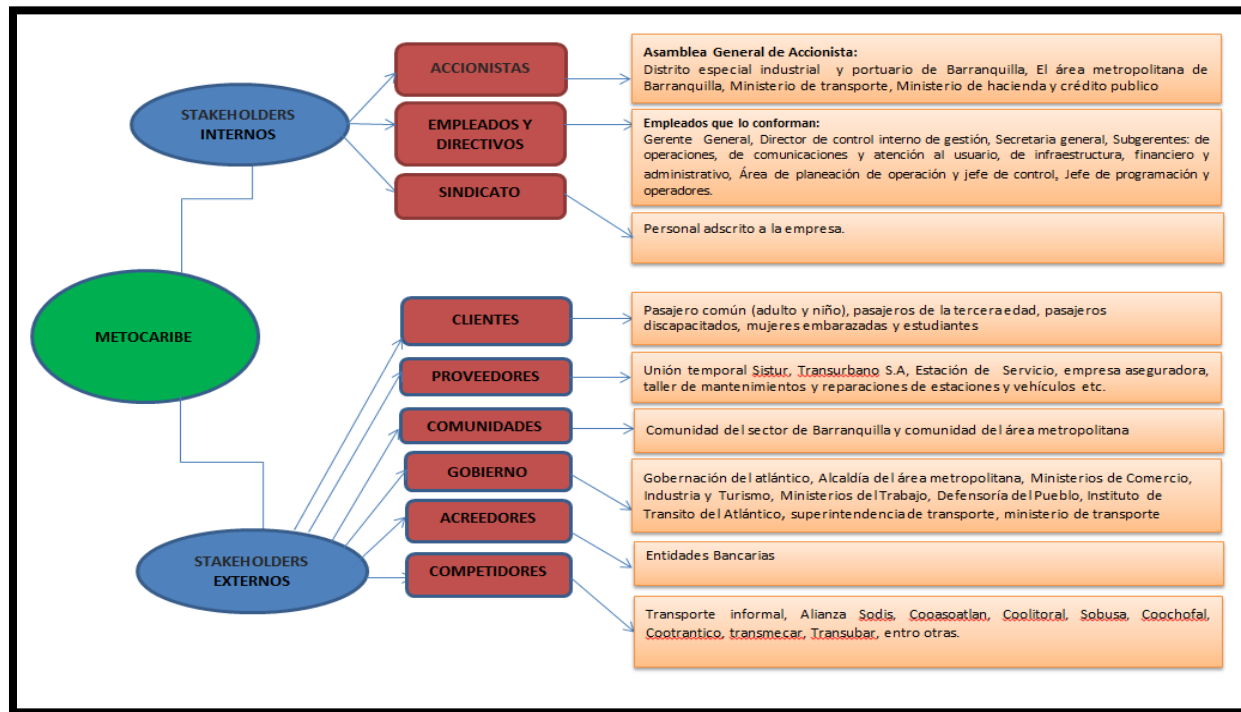 STAKEHOLDERS
INTERNOS
ACCIONISTAS
Asamblea General de Accionista:
Distrito especial industrial y portuario de Barranquilla, El área metropolitana de
Barranquilla, Ministerio de transporte, Ministerio de hacienda y crédito publico
EMPLEADOS Y
DIRECTIVOS
Empleados que lo conforman:
Gerente General, Director de control interno de gestión, Secretaria general, Subgerentes: de
operaciones, de comunicaciones y atención al usuario, de infraestructura, financiero y
administrativo, Área de planeación de operación y jefe de control, Jefe de programación y
operadores.
SINDICATO
Personal adscrito a la empresa.
METOCARIBE
CLIENTES
Pasajero común (adulto y niño), pasajeros de la tercera edad, pasajeros
discapacitados, mujeres embarazadas y estudiantes
PROVEEDORES
Unión temporal Sistur, Transurbano S.A, Estación de Servicio, empresa aseguradora,
taller de mantenimientos y reparaciones de estaciones y vehículos etc.
COMUNIDADES
Comunidad del sector de Barranquilla y comunidad del área metropolitana
GOBIERNO
Gobernación del atlántico, Alcaldía del área metropolitana, Ministerios de Comercio,
Industria y Turismo, Ministerios del Trabajo, Defensoría del Pueblo, Instituto de
Transito del Atlántico, superintendencia de transporte, ministerio de transporte
ACREEDORES
Entidades Bancarias
STAKEHOLDERS
EXTERNOS
COMPETIDORES
Transporte informal, Alianza Sodis, Cooasoatlan, Coolitoral, Sobusa, Coochofal,
Cootrantico, transmecar, Transubar, entro otras.